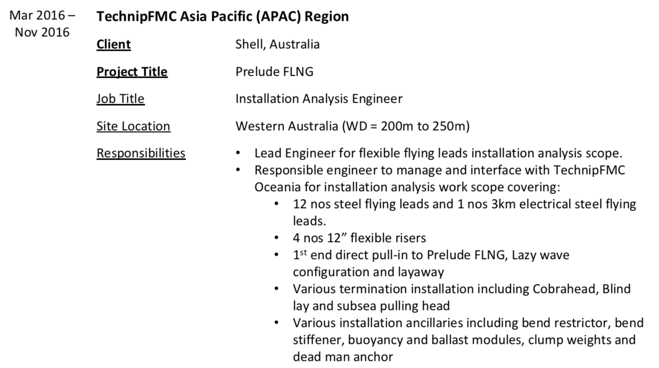 Mar 2016 – TechnipFMC Asia Pacific (APAC) Region
Nov 2016
Client Shell, Australia
Project Title Prelude FLNG
Job Title Installation Analysis Engineer
Site Location Western Australia (WD = 200m to 250m)
Responsibilities • Lead Engineer for flexible flying leads installation analysis scope.
• Responsible engineer to manage and interface with TechnipFMC
Oceania for installation analysis work scope covering:
• 12 nos steel flying leads and 1 nos 3km electrical steel flying
leads.
• 4 nos 12” flexible risers
• 1st end direct pull-in to Prelude FLNG, Lazy wave
configuration and layaway
• Various termination installation including Cobrahead, Blind
lay and subsea pulling head
• Various installation ancillaries including bend restrictor, bend
stiffener, buoyancy and ballast modules, clump weights and
dead man anchor